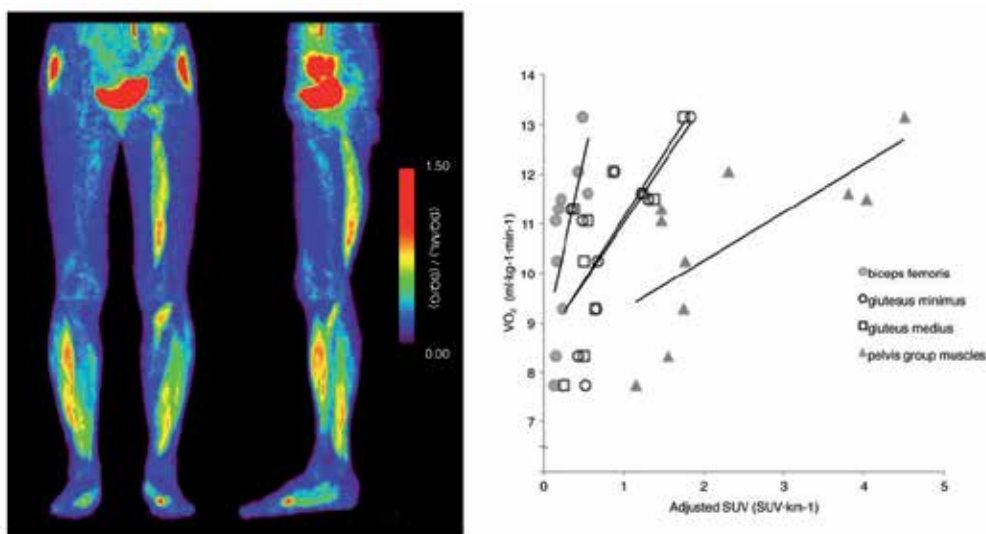 1.50
0.00
14
13
12
11
10
9
8
7
VO₂ (ml·kg-1·min-1)
0
1
2
3
4
5
Adjusted SUV (SUV·km-1)
biceps femoris
glutesus minimus
gluteus medius
pelvis group muscles